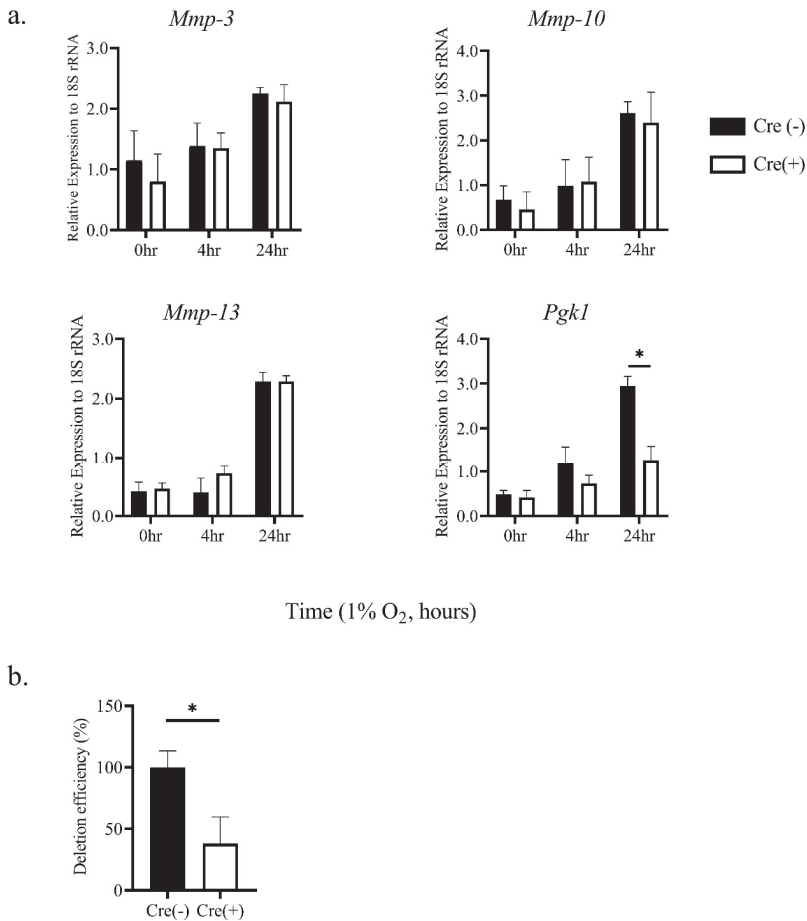 a.
Mmp-3
Relative Expression to 18S rRNA
3.0
2.0
1.0
0.0
0hr 4hr 24hr
Mmp-10
Relative Expression to 18S rRNA
4.0
3.0
2.0
1.0
0.0
0hr 4hr 24hr
Cre (-)
Cre(+)
Mmp-13
Relative Expression to 18S rRNA
3.0
2.0
1.0
0.0
0hr 4hr 24hr
Pgk1
Relative Expression to 18S rRNA
4.0
3.0
2.0
1.0
0.0
*
0hr 4hr 24hr
Time (1% O₂, hours)
b.
Deletion efficiency (%)
150
100
50
0
*
Cre(-) Cre(+)